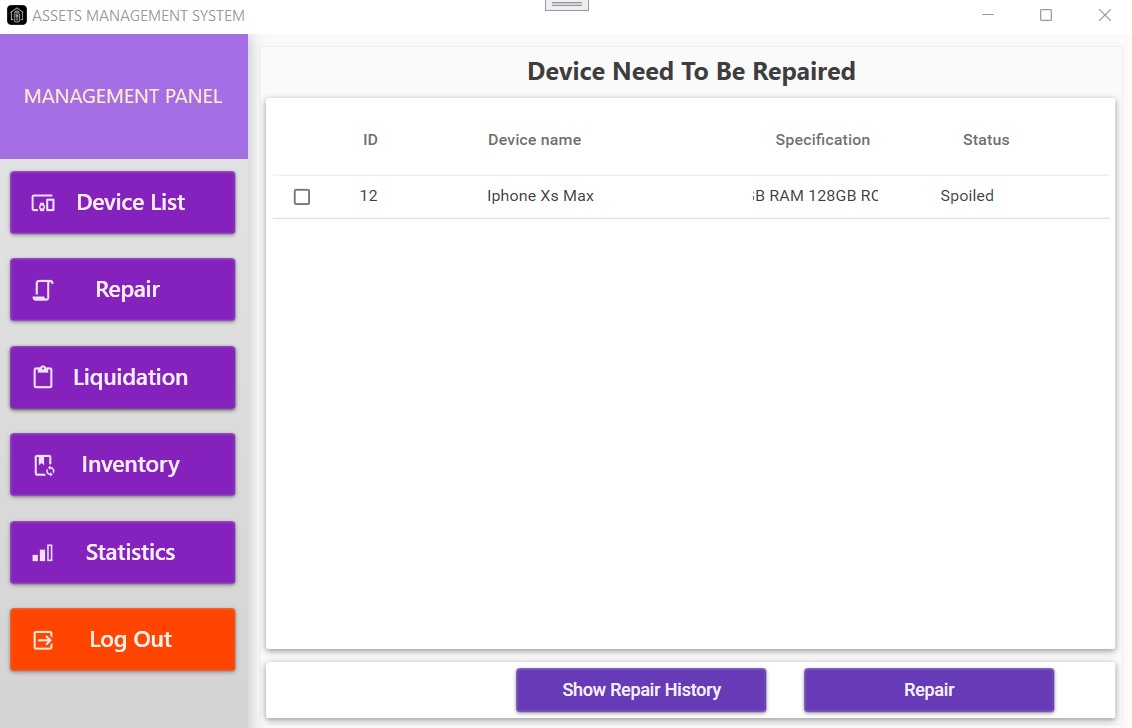 ASSETS MANAGEMENT SYSTEM
MANAGEMENT PANEL
Device List
Repair
Liquidation
Inventory
Statistics
Log Out
Device Need To Be Repaired
ID Device name Specification Status
12 Iphone Xs Max RAM 128GB Spoiled
Show Repair History Repair